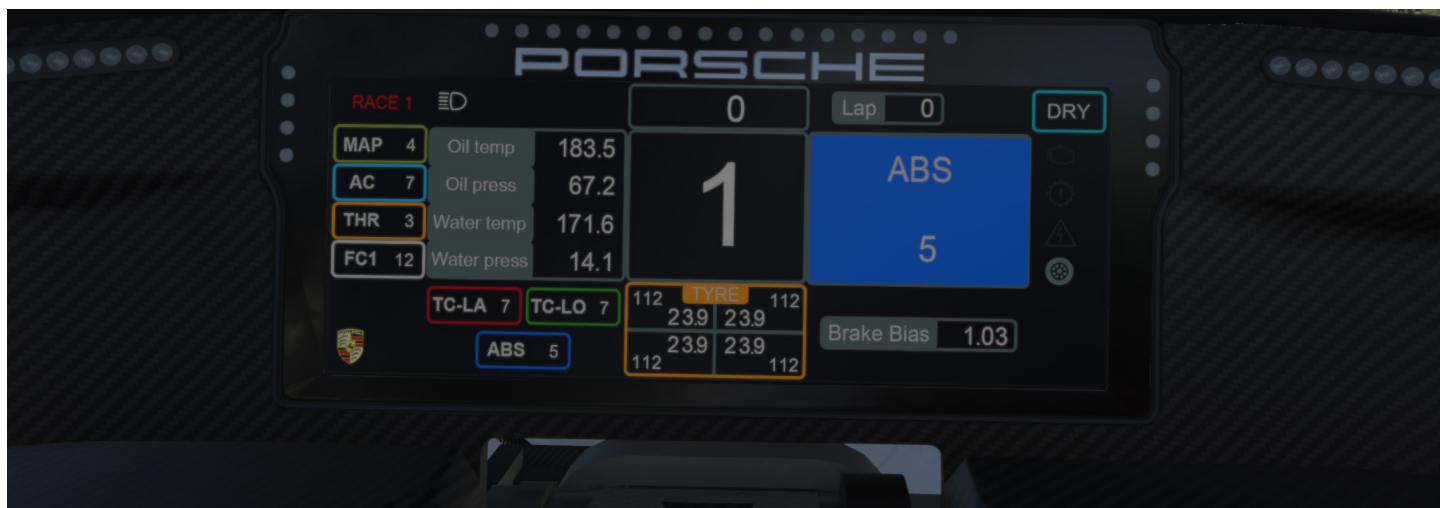 PORSCHE
RACE 1
0
Lap 0
DRY
MAP 4
Oil temp 183.5
AC 7
Oil press 67.2
THR 3
Water temp 171.6
FC1 12
Water press 14.1
1
ABS
5
TC-LA 7
TC-LO 7
ABS 5
TYRE
112 112
23.9 23.9
23.9 23.9
112 112
Brake Bias 1.03